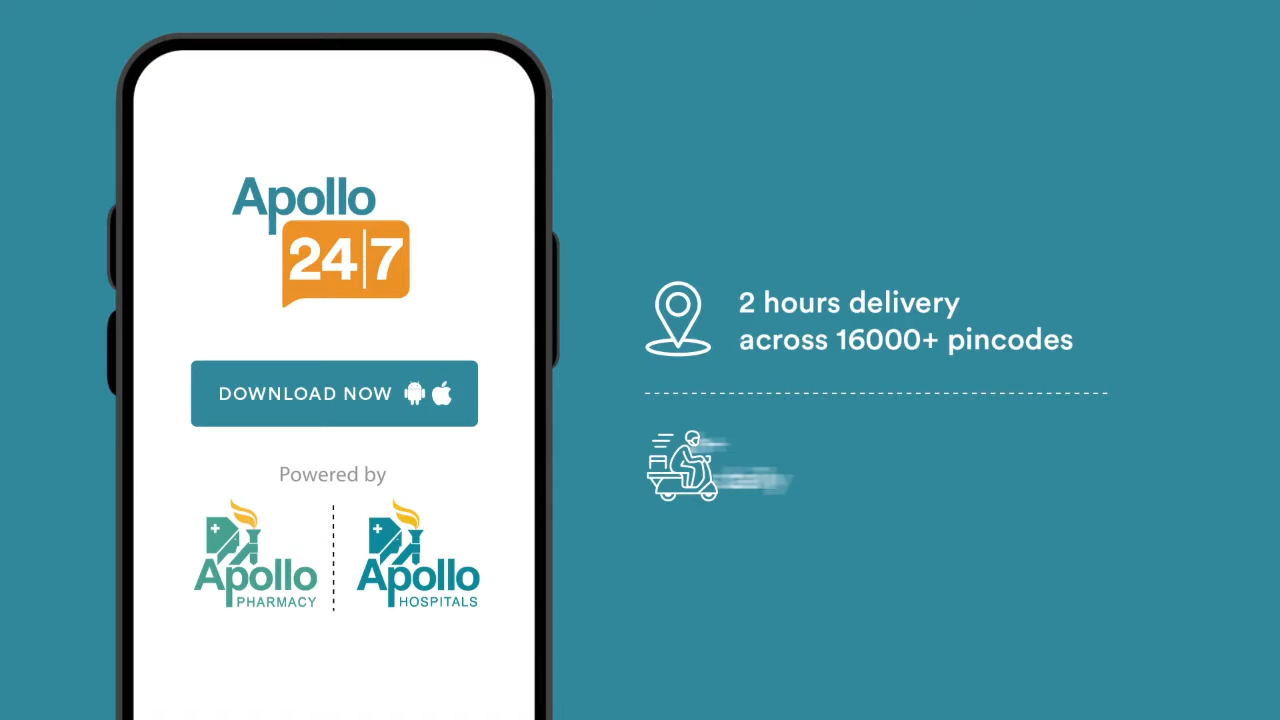 Apollo
24|7
DOWNLOAD NOW
Powered by
Apollo
PHARMACY
Apollo
HOSPITALS
2 hours delivery
across 16000+ pincodes